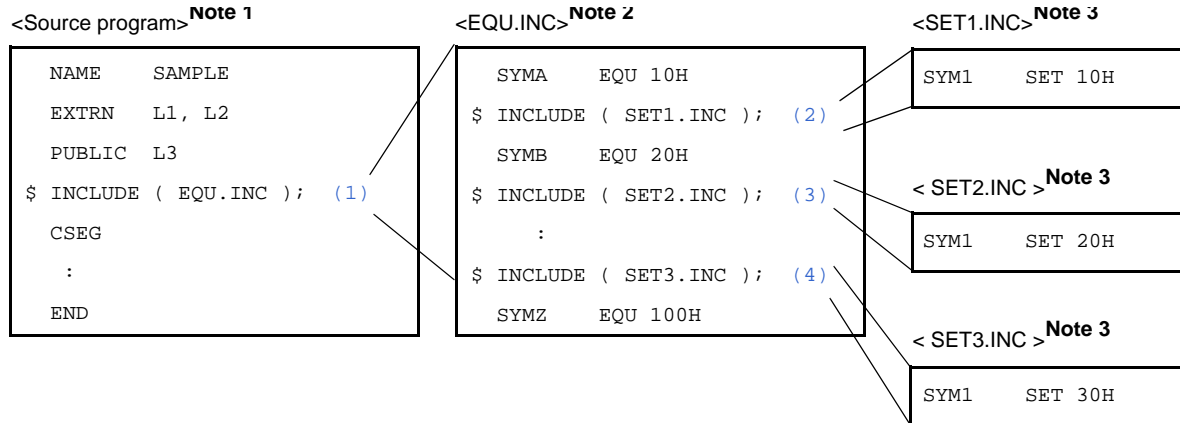 <Source program>Note 1
NAME SAMPLE
EXTRN L1, L2
PUBLIC L3
$ INCLUDE ( EQU.INC ); (1)
CSEG
:
END
<EQU.INC>Note 2
SYMA EQU 10H
$ INCLUDE ( SET1.INC ); (2)
SYMB EQU 20H
$ INCLUDE ( SET2.INC ); (3)
:
$ INCLUDE ( SET3.INC ); (4)
SYMZ EQU 100H
<SET1.INC>Note 3
SYM1 SET 10H
< SET2.INC >Note 3
SYM1 SET 20H
< SET3.INC >Note 3
SYM1 SET 30H